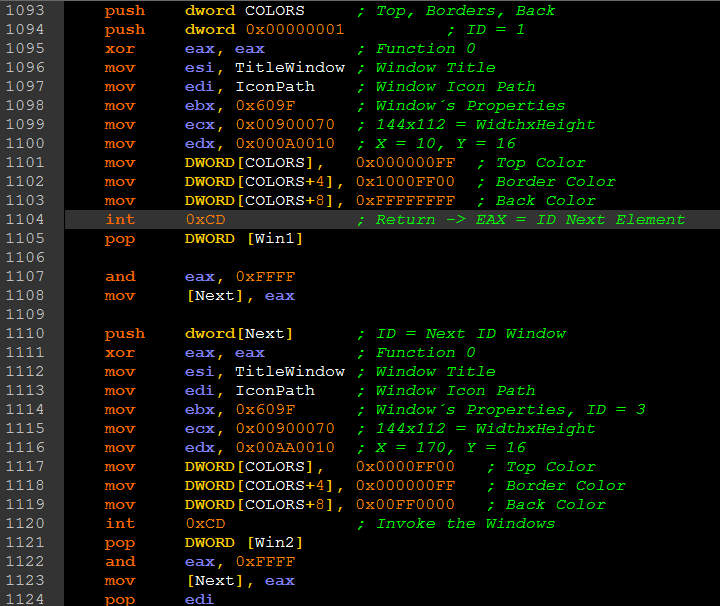 1093 push dword COLORS ; Top, Borders, Back
1094 push dword 0x00000001 ; ID = 1
1095 xor eax, eax ; Function 0
1096 mov esi, TitleWindow ; Window Title
1097 mov edi, IconPath ; Window Icon Path
1098 mov ebx, 0x609F ; Window´s Properties
1099 mov ecx, 0x00900070 ; 144x112 = WidthxHeight
1100 mov edx, 0x000A0010 ; X = 10, Y = 16
1101 mov DWORD[COLORS], 0x000000FF ; Top Color
1102 mov DWORD[COLORS+4], 0x1000FF00 ; Border Color
1103 mov DWORD[COLORS+8], 0xFFFFFFFF ; Back Color
1104 int 0xCD ; Return -> EAX = ID Next Element
1105 pop DWORD [Win1]
1106
1107 and eax, 0xFFFF
1108 mov [Next], eax
1109
1110 push dword[Next] ; ID = Next ID Window
1111 xor eax, eax ; Function 0
1112 mov esi, TitleWindow ; Window Title
1113 mov edi, IconPath ; Window Icon Path
1114 mov ebx, 0x609F ; Window´s Properties, ID = 3
1115 mov ecx, 0x00900070 ; 144x112 = WidthxHeight
1116 mov edx, 0x00AA0010 ; X = 170, Y = 16
1117 mov DWORD[COLORS], 0x0000FF00 ; Top Color
1118 mov DWORD[COLORS+4], 0x000000FF ; Border Color
1119 mov DWORD[COLORS+8], 0x00FF0000 ; Back Color
1120 int 0xCD ; Invoke the Windows
1121 pop DWORD [Win2]
1122 and eax, 0xFFFF
1123 mov [Next], eax
1124 pop edi